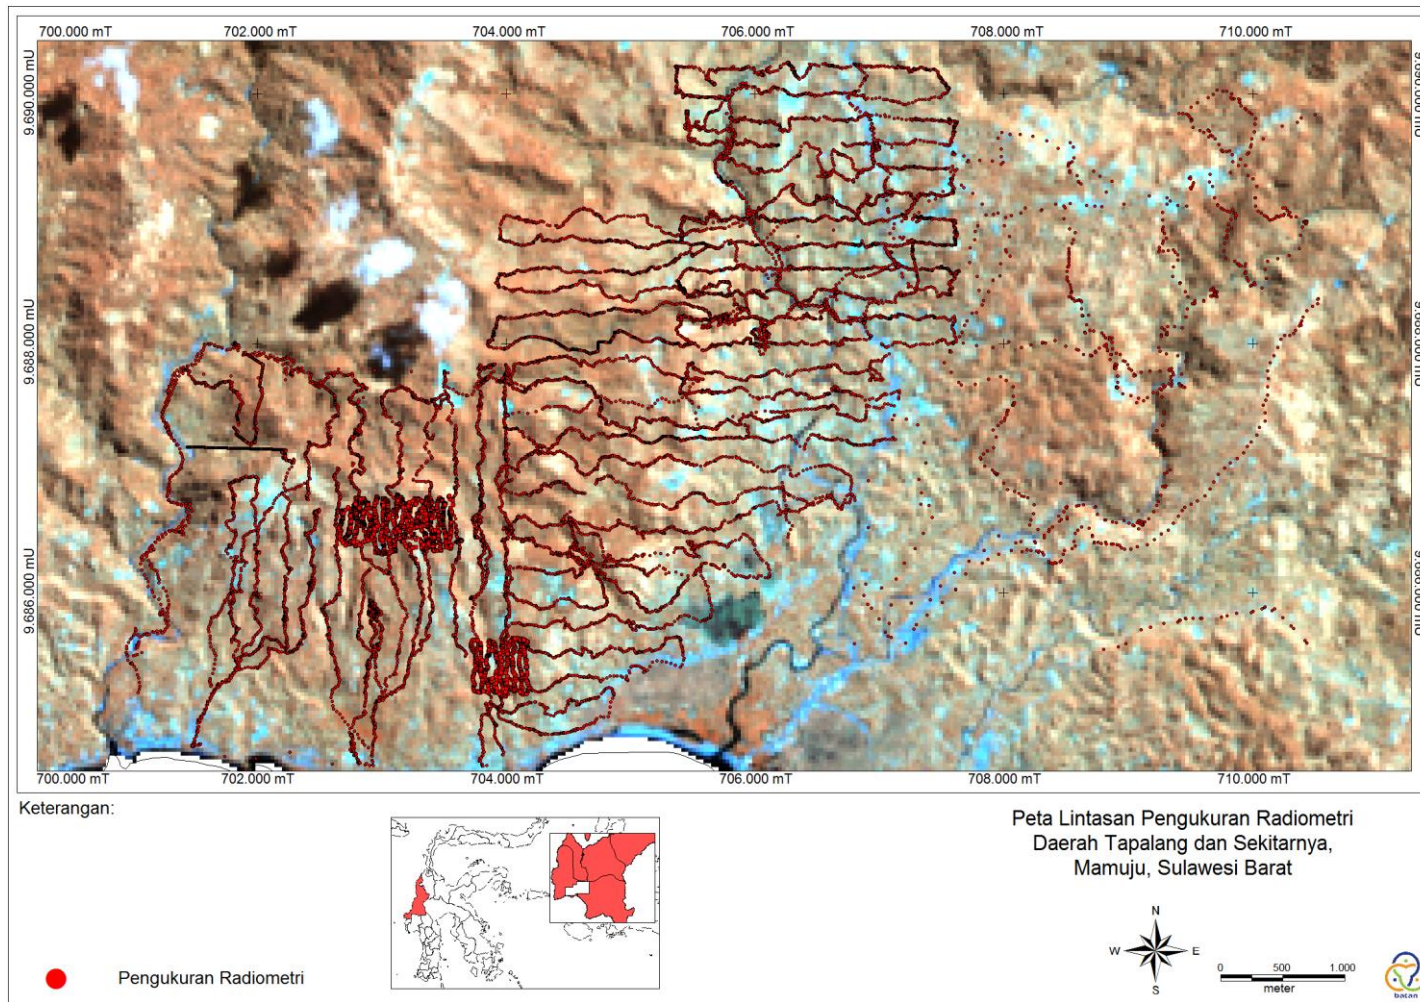 700.000 mT 702.000 mT 704.000 mT 706.000 mT 708.000 mT 710.000 mT
9.690.000 mU
9.688.000 mU
9.686.000 mU
700.000 mT 702.000 mT 704.000 mT 706.000 mT 708.000 mT 710.000 mT
Keterangan:
Pengukuran Radiometri
Peta Lintasan Pengukuran Radiometri
Daerah Tapalang dan Sekitarnya,
Mamuju, Sulawesi Barat
N
W E
S
0 500 1.000
meter
batan